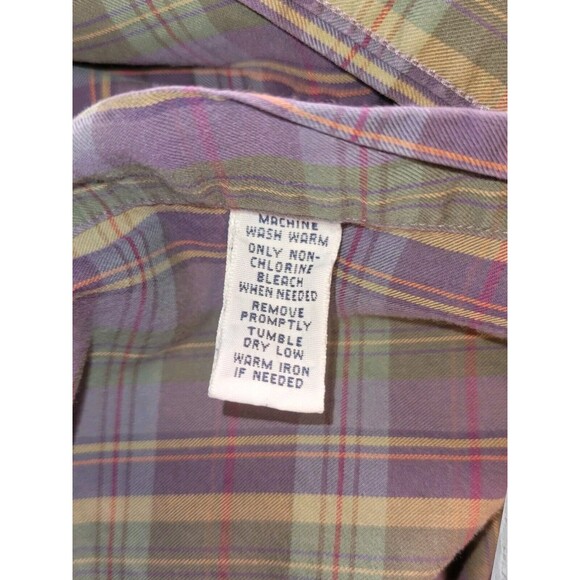 MACHINE
WASH WARM
ONLY NON-
CHLORINE
BLEACH
WHEN NEEDED
REMOVE
PROMPTLY
TUMBLE
DRY LOW
WARM IRON
IF NEEDED